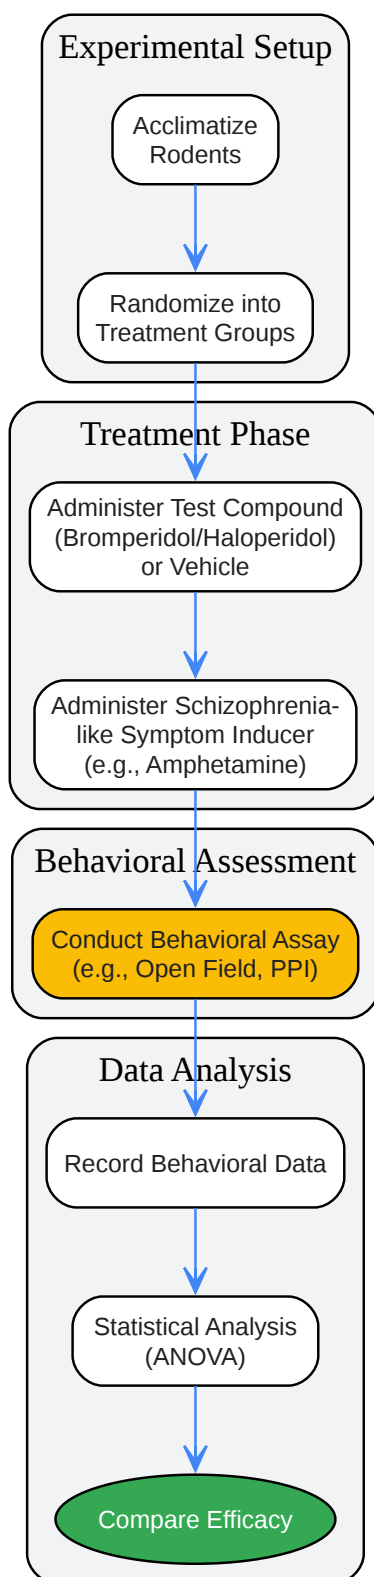 Experimental Setup
Acclimatize
Rodents
Randomize into
Treatment Groups
Treatment Phase
Administer Test Compound
(Bromperidol/Haloperidol)
or Vehicle
Administer Schizophrenia-
like Symptom Inducer
(e.g., Amphetamine)
Behavioral Assessment
Conduct Behavioral Assay
(e.g., Open Field, PPI)
Data Analysis
Record Behavioral Data
Statistical Analysis
(ANOVA)
Compare Efficacy